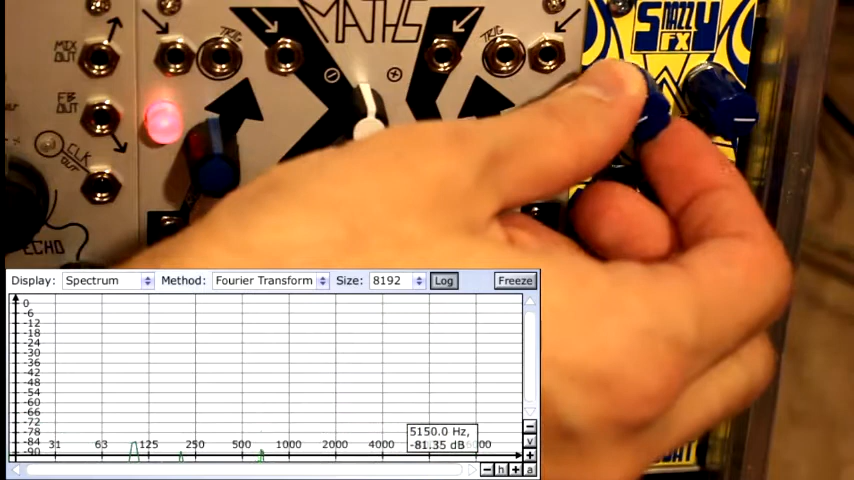 MATHS
SNAZZY
FX
TRIG
TRIG
MIX
OUT
FB
OUT
CLK
OUT
ECHO
Display: Spectrum Method: Fourier Transform Size: 8192 Log Freeze
0
-6
-12
-18
-24
-30
-36
-42
-48
-54
-60
-66
-72
-78
-84
-90
31 63 125 250 500 1000 2000 4000
5150.0 Hz,
-81.35 dB
v
h a